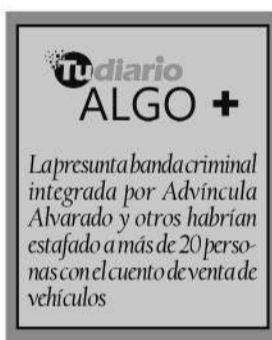 Tudiario
ALGO +
La presunta banda criminal
integrada por Advíncula
Alvarado y otros habrían
estafado a más de 20 perso-
nas con el cuento de venta de
vehículos